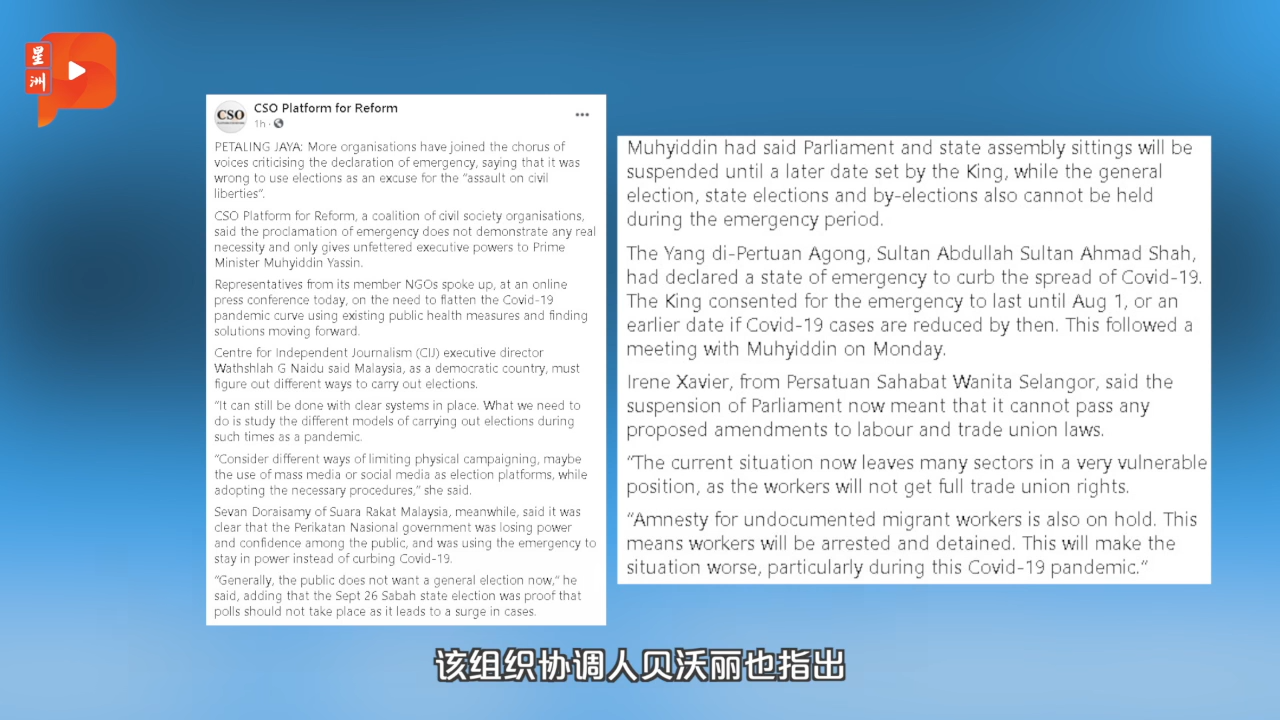 星
洲
CSO Platform for Reform
1h ·
CSO
PETALING JAYA: More organisations have joined the chorus of
voices criticising the declaration of emergency, saying that it was
wrong to use elections as an excuse for the “assault on civil
liberties”.
CSO Platform for Reform, a coalition of civil society organisations,
said the proclamation of emergency does not demonstrate any real
necessity and only gives unfettered executive powers to Prime
Minister Muhyiddin Yassin.
Representatives from its member NGOs spoke up, at an online
press conference today, on the need to flatten the Covid-19
pandemic curve using existing public health measures and finding
solutions moving forward.
Centre for Independent Journalism (CIJ) executive director
Wathshlah G Naidu said Malaysia, as a democratic country, must
figure out different ways to carry out elections.
“It can still be done with clear systems in place. What we need to
do is study the different models of carrying out elections during
such times as a pandemic.
“Consider different ways of limiting physical campaigning, maybe
the use of mass media or social media as election platforms, while
adopting the necessary procedures,” she said.
Sevan Doraisamy of Suara Rakat Malaysia, meanwhile, said it was
clear that the Perikatan Nasional government was losing power
and confidence among the public, and was using the emergency to
stay in power instead of curbing Covid-19.
“Generally, the public does not want a general election now,” he
said, adding that the Sept 26 Sabah state election was proof that
polls should not take place as it leads to a surge in cases.
Muhyiddin had said Parliament and state assembly sittings will be
suspended until a later date set by the King, while the general
election, state elections and by-elections also cannot be held
during the emergency period.
The Yang di-Pertuan Agong, Sultan Abdullah Sultan Ahmad Shah,
had declared a state of emergency to curb the spread of Covid-19.
The King consented for the emergency to last until Aug 1, or an
earlier date if Covid-19 cases are reduced by then. This followed a
meeting with Muhyiddin on Monday.
Irene Xavier, from Persatuan Sahabat Wanita Selangor, said the
suspension of Parliament now meant that it cannot pass any
proposed amendments to labour and trade union laws.
“The current situation now leaves many sectors in a very vulnerable
position, as the workers will not get full trade union rights.
“Amnesty for undocumented migrant workers is also on hold. This
means workers will be arrested and detained. This will make the
situation worse, particularly during this Covid-19 pandemic.”
该组织协调人贝沃丽也指出